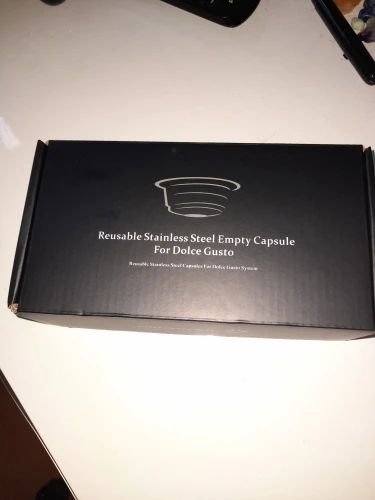 Reusable Stainless Steel Empty Capsule
For Dolce Gusto
Reusable Stainless Steel Capsules For Dolce Gusto System